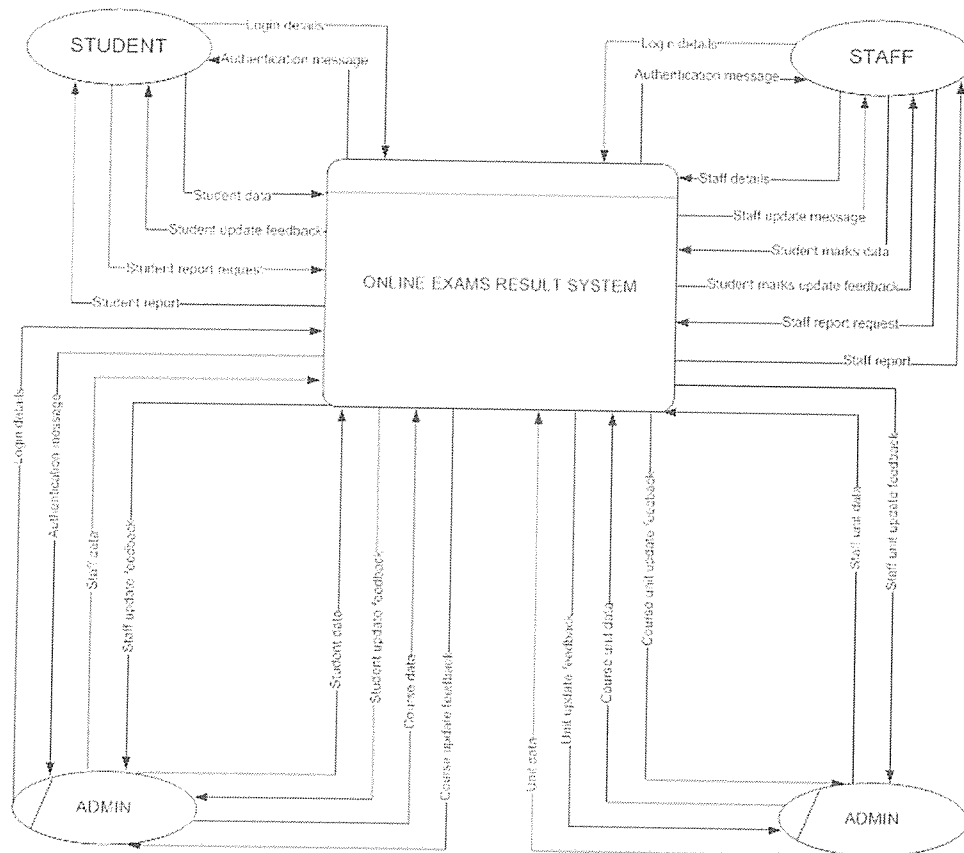 Login details
STUDENT
Authentication message
Login details
STAFF
Authentication message
Student data
Student update feedback
Student report request
Student report
ONLINE EXAMS RESULT SYSTEM
Staff details
Staff update message
Student marks data
Student marks update feedback
Staff report request
Staff report
Login details
Authentication message
Staff data
Staff update feedback
Student data
Student update feedback
Course data
Course update feedback
Unit data
Unit update feedback
Course unit data
Course unit update feedback
Staff unit data
Staff unit update feedback
ADMIN
ADMIN